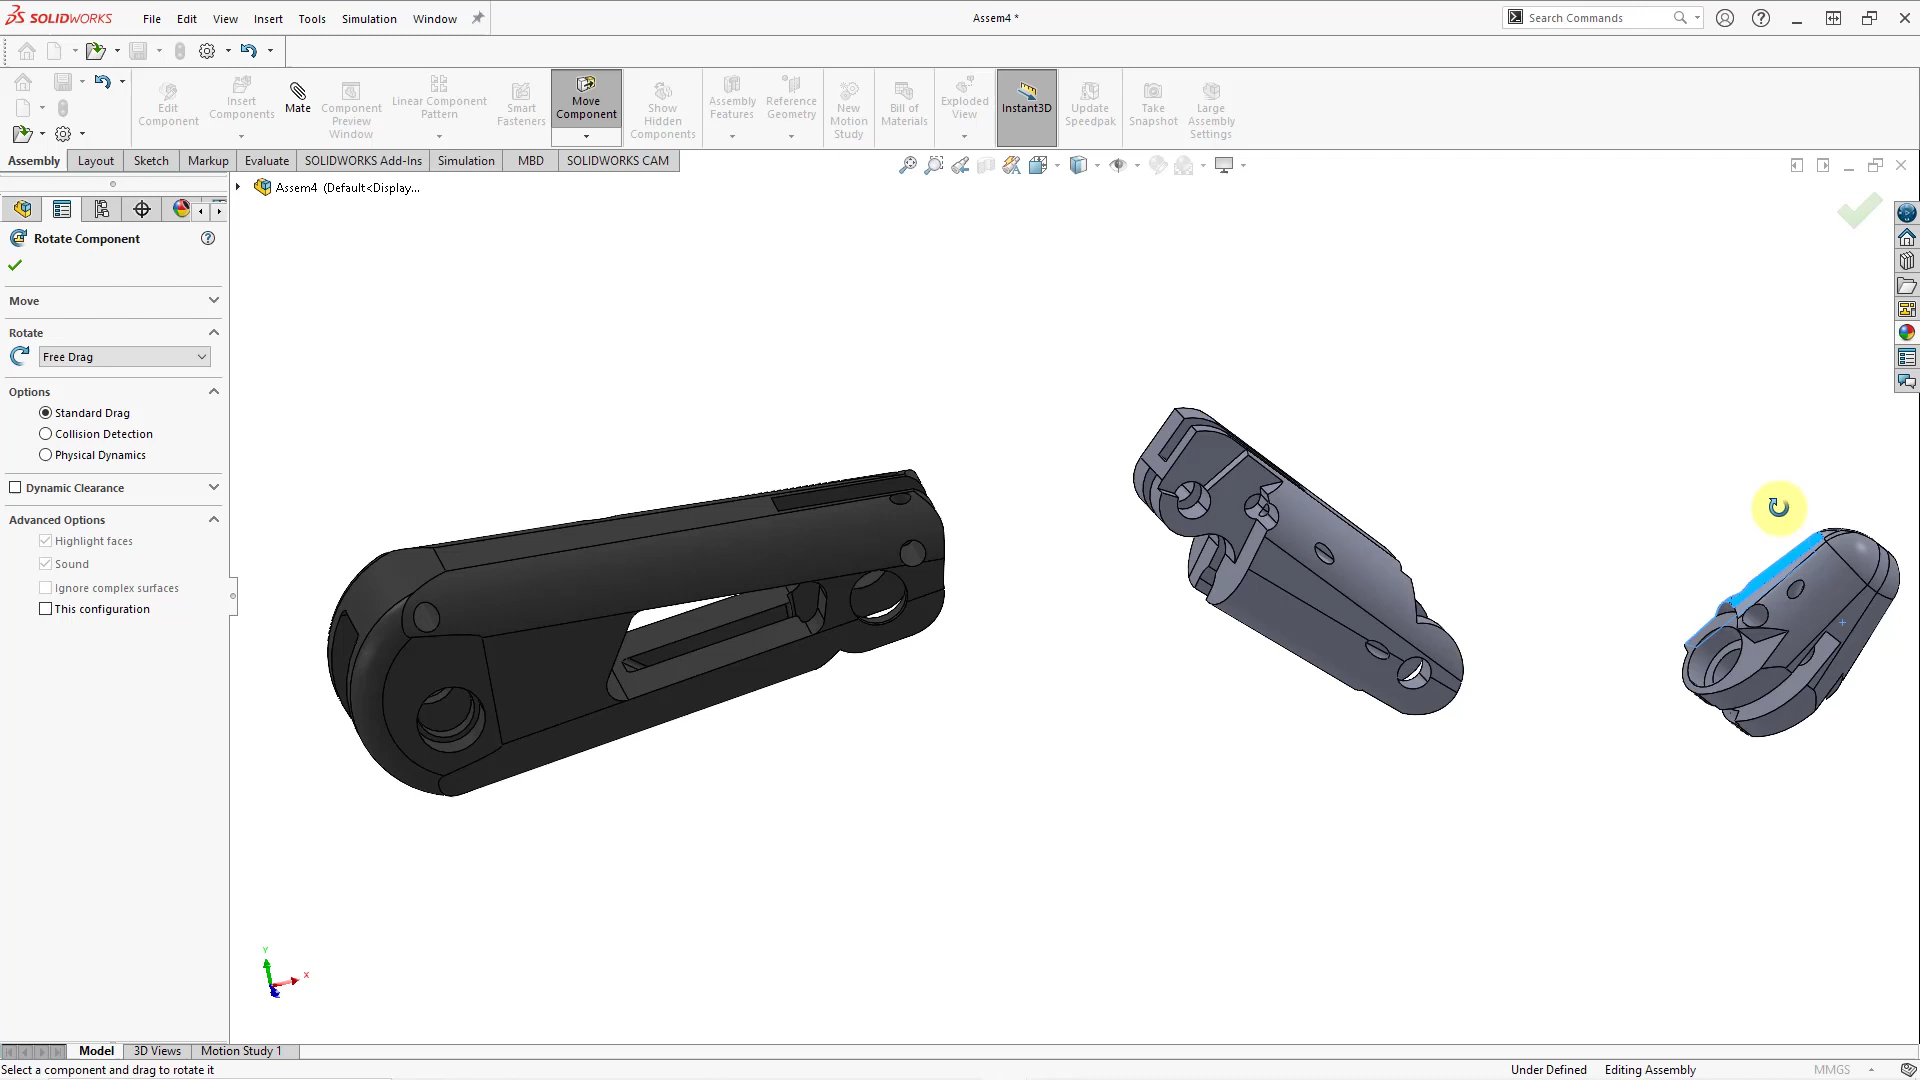 SOLIDWORKS File Edit View Insert Tools Simulation Window Assem4 * Search Commands
Edit Component
Insert Components
Mate
Component Preview Window
Linear Component Pattern
Smart Fasteners
Move Component
Show Hidden Components
Assembly Features
Reference Geometry
New Motion Study
Bill of Materials
Exploded View
Instant3D
Update Speedpak
Take Snapshot
Large Assembly Settings
Assembly Layout Sketch Markup Evaluate SOLIDWORKS Add-Ins Simulation MBD SOLIDWORKS CAM
Assem4 (Default<Display...
Rotate Component
Move
Rotate
Free Drag
Options
Standard Drag
Collision Detection
Physical Dynamics
Dynamic Clearance
Advanced Options
Highlight faces
Sound
Ignore complex surfaces
This configuration
Y
X
Model 3D Views Motion Study 1
Select a component and drag to rotate it Under Defined Editing Assembly MMGS